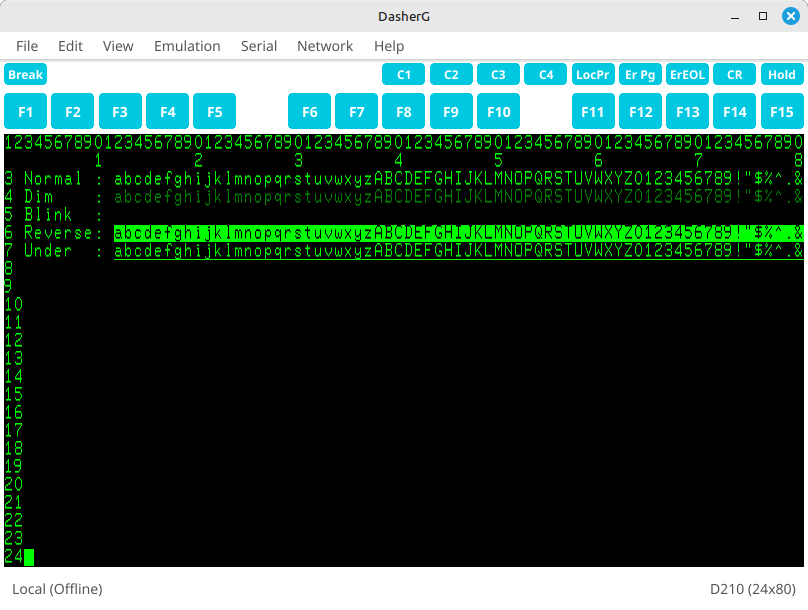 DasherG
File Edit View Emulation Serial Network Help
Break C1 C2 C3 C4 LocPr Er Pg ErEOL CR Hold
F1 F2 F3 F4 F5 F6 F7 F8 F9 F10 F11 F12 F13 F14 F15
12345678901234567890123456789012345678901234567890123456789012345678901234567890
1 2 3 4 5 6 7 8
3 Normal : abcdefghijklmnopqrstuvwxyzABCDEFGHIJKLMNOPQRSTUVWXYZ0123456789!"$%^.&
4 Dim : abcdefghijklmnopqrstuvwxyzABCDEFGHIJKLMNOPQRSTUVWXYZ0123456789!"$%^.&
5 Blink :
6 Reverse: abcdefghijklmnopqrstuvwxyzABCDEFGHIJKLMNOPQRSTUVWXYZ0123456789!"$%^.&
7 Under : abcdefghijklmnopqrstuvwxyzABCDEFGHIJKLMNOPQRSTUVWXYZ0123456789!"$%^.&
8
9
10
11
12
13
14
15
16
17
18
19
20
21
22
23
24
Local (Offline) D210 (24x80)